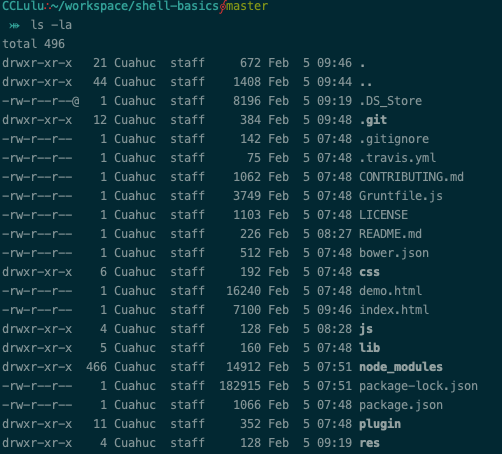 CCLulu:~/workspace/shell-basics∮master
⤕ ls -la
total 496
drwxr-xr-x   21 Cuahuc  staff     672 Feb  5 09:46 .
drwxr-xr-x   44 Cuahuc  staff    1408 Feb  5 09:44 ..
-rw-r--r--@   1 Cuahuc  staff    8196 Feb  5 09:19 .DS_Store
drwxr-xr-x   12 Cuahuc  staff     384 Feb  5 09:48 .git
-rw-r--r--    1 Cuahuc  staff     142 Feb  5 07:48 .gitignore
-rw-r--r--    1 Cuahuc  staff      75 Feb  5 07:48 .travis.yml
-rw-r--r--    1 Cuahuc  staff    1062 Feb  5 07:48 CONTRIBUTING.md
-rw-r--r--    1 Cuahuc  staff    3749 Feb  5 07:48 Gruntfile.js
-rw-r--r--    1 Cuahuc  staff    1103 Feb  5 07:48 LICENSE
-rw-r--r--    1 Cuahuc  staff     226 Feb  5 08:27 README.md
-rw-r--r--    1 Cuahuc  staff     512 Feb  5 07:48 bower.json
drwxr-xr-x    6 Cuahuc  staff     192 Feb  5 07:48 css
-rw-r--r--    1 Cuahuc  staff   16240 Feb  5 07:48 demo.html
-rw-r--r--    1 Cuahuc  staff    7100 Feb  5 09:46 index.html
drwxr-xr-x    4 Cuahuc  staff     128 Feb  5 08:28 js
drwxr-xr-x    5 Cuahuc  staff     160 Feb  5 07:48 lib
drwxr-xr-x  466 Cuahuc  staff   14912 Feb  5 07:51 node_modules
-rw-r--r--    1 Cuahuc  staff  182915 Feb  5 07:51 package-lock.json
-rw-r--r--    1 Cuahuc  staff    1066 Feb  5 07:48 package.json
drwxr-xr-x   11 Cuahuc  staff     352 Feb  5 07:48 plugin
drwxr-xr-x    4 Cuahuc  staff     128 Feb  5 09:19 res